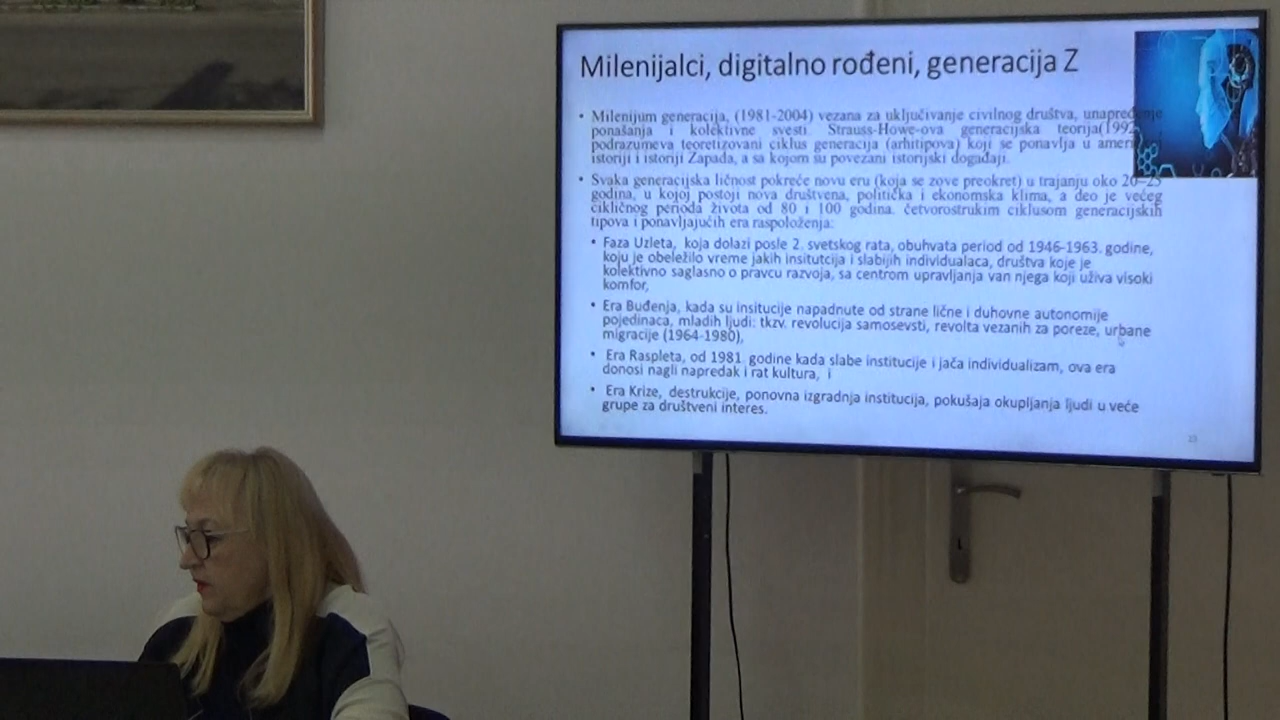 Milenijalci, digitalno rođeni, generacija Z
• Milenijum generacija, (1981-2004) vezana za uključivanje civilnog društva, unapređenje
ponašanja i kolektivne svesti. Strauss-Howe-ova generacijska teorija(1992
podrazumeva teoretizovani ciklus generacija (arhitipova) koji se ponavlja u amer
istoriji i istoriji Zapada, a sa kojom su povezani istorijski događaji.
• Svaka generacijska ličnost pokreće novu eru (koja se zove preokret) u trajanju oko 20–25
godina, u kojoj postoji nova društvena, politička i ekonomska klima, a deo je većeg
cikličnog perioda života od 80 i 100 godina. četvorostrukim ciklusom generacijskih
tipova i ponavljajućih era raspoloženja:
• Faza Uzleta, koja dolazi posle 2. svetskog rata, obuhvata period od 1946-1963. godine,
koju je obeležilo vreme jakih insitutcija i slabijih individualaca, društva koje je
kolektivno saglasno o pravcu razvoja, sa centrom upravljanja van njega koji uživa visoki
komfor,
• Era Buđenja, kada su insitucije napadnute od strane lične i duhovne autonomije
pojedinaca, mladih ljudi: tkzv. revolucija samosevsti, revolta vezanih za poreze, urbane
migracije (1964-1980),
• Era Raspleta, od 1981 godine kada slabe institucije i jača individualizam, ova era
donosi nagli napredak i rat kultura, i
• Era Krize, destrukcije, ponovna izgradnja institucija, pokušaja okupljanja ljudi u veće
grupe za društveni interes.